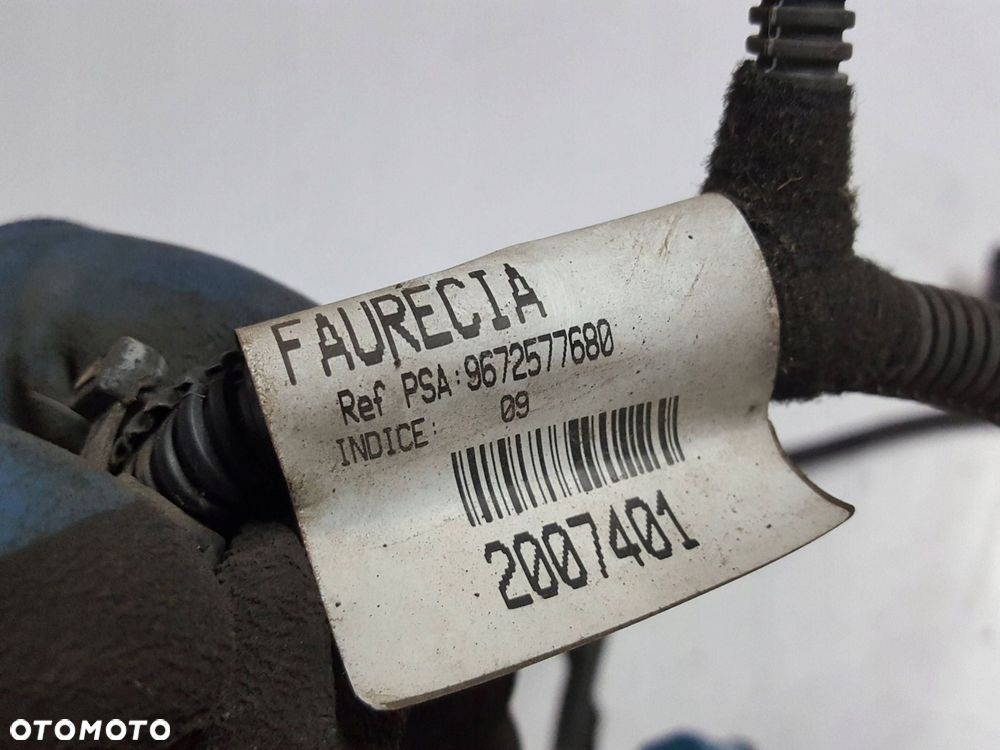 FAURECIA
Ref PSA:9672577680
INDICE: 09
2007401
OTOMOTO